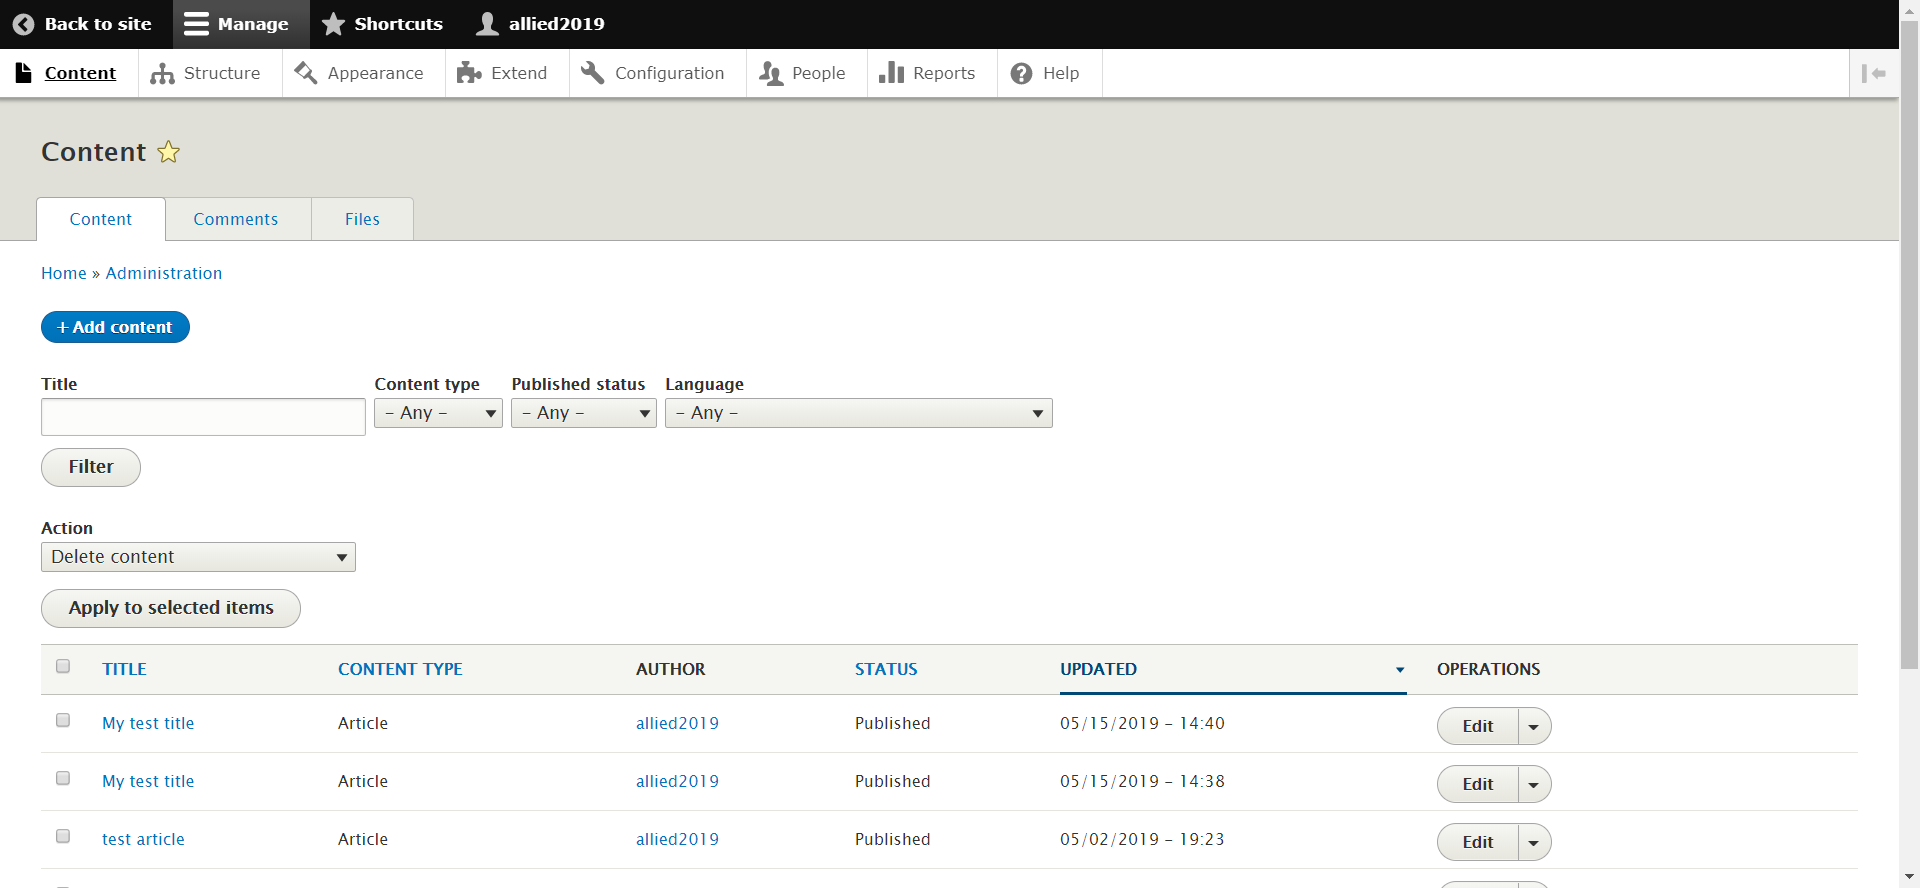 Back to site Manage Shortcuts allied2019
Content Structure Appearance Extend Configuration People Reports Help
Content
Content Comments Files
Home » Administration
+ Add content
Title Content type Published status Language
- Any - - Any - - Any -
Filter
Action
Delete content
Apply to selected items
TITLE CONTENT TYPE AUTHOR STATUS UPDATED OPERATIONS
My test title Article allied2019 Published 05/15/2019 - 14:40 Edit
My test title Article allied2019 Published 05/15/2019 - 14:38 Edit
test article Article allied2019 Published 05/02/2019 - 19:23 Edit